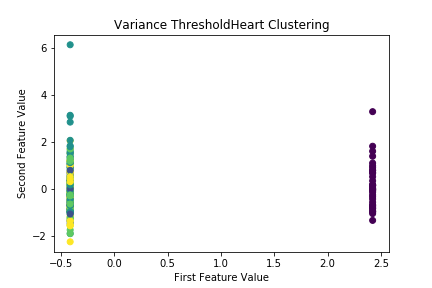 Variance ThresholdHeart Clustering
6
4
2
0
−2
Second Feature Value
−0.5 0.0 0.5 1.0 1.5 2.0 2.5
First Feature Value